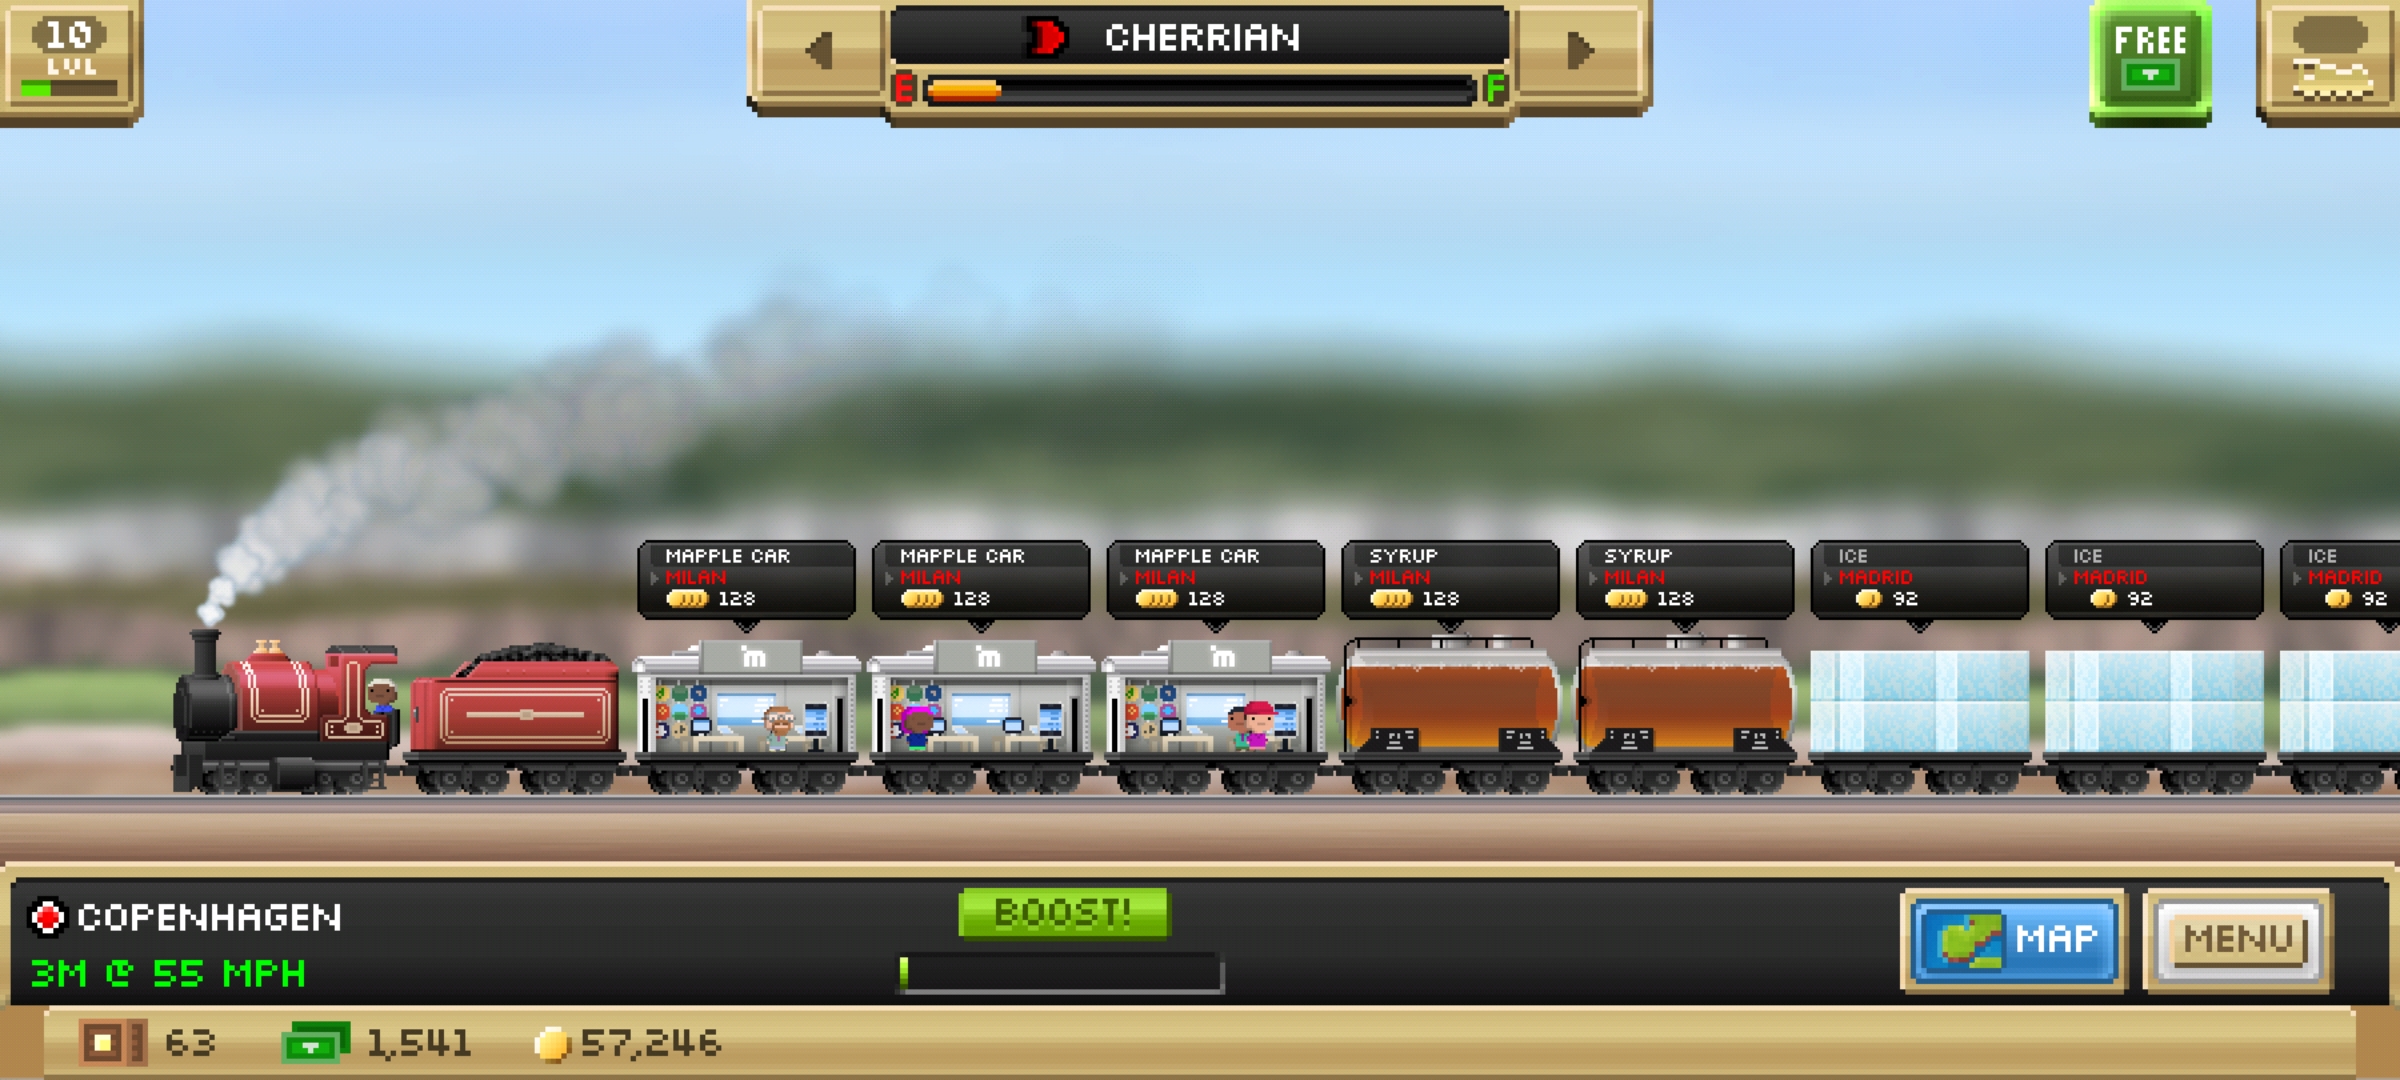 10
LVL
CHERRIAN
E F
FREE
MAPPLE CAR
MILAN
128
MAPPLE CAR
MILAN
128
MAPPLE CAR
MILAN
128
SYRUP
MILAN
128
SYRUP
MILAN
128
ICE
MADRID
92
ICE
MADRID
92
ICE
MADRID
92
m
m
m
COPENHAGEN
3M @ 55 MPH
BOOST!
MAP
MENU
63
1,541
57,246